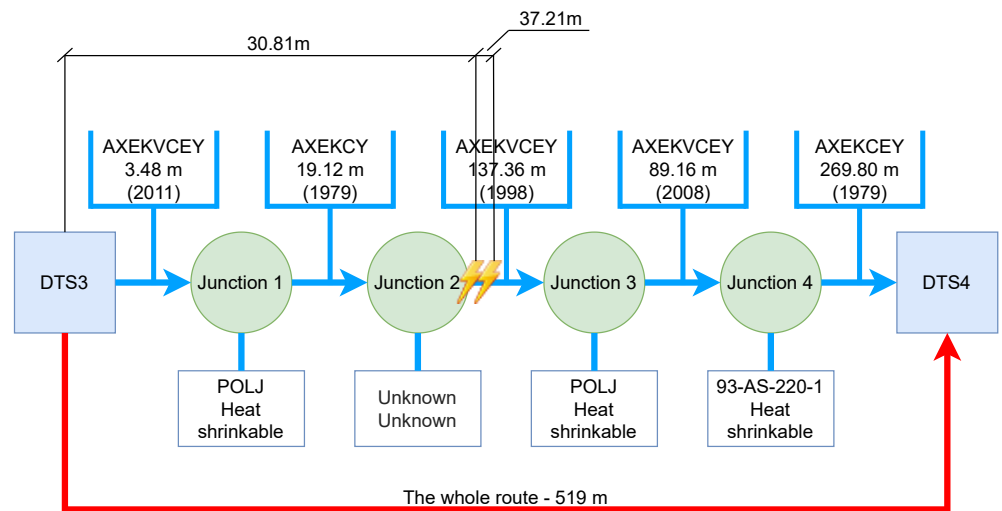 37.21m
30.81m
AXEKVCEY
3.48 m
(2011)
AXEKCY
19.12 m
(1979)
AXEKVCEY
137.36 m
(1998)
AXEKVCEY
89.16 m
(2008)
AXEKCEY
269.80 m
(1979)
DTS3
Junction 1
Junction 2
Junction 3
Junction 4
DTS4
POLJ
Heat
shrinkable
Unknown
Unknown
POLJ
Heat
shrinkable
93-AS-220-1
Heat
shrinkable
The whole route - 519 m